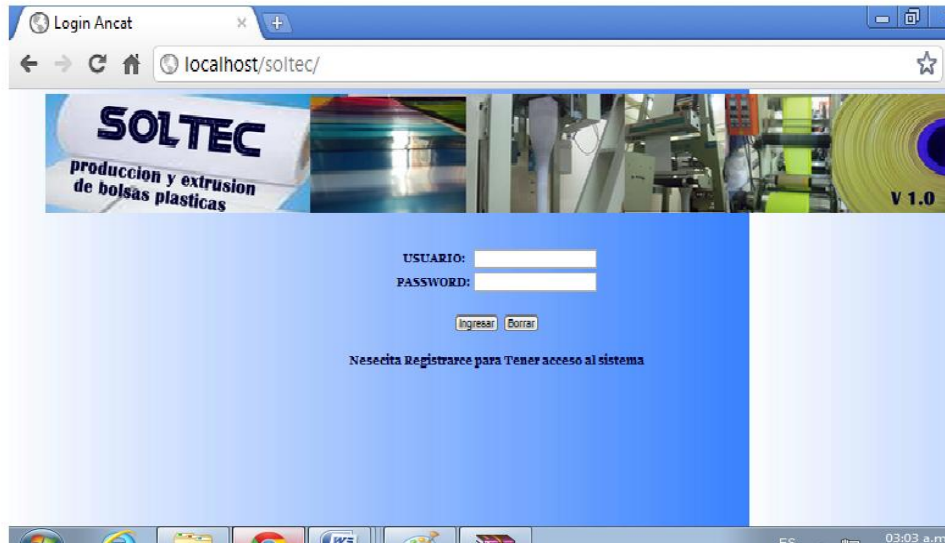 Login Ancat
localhost/soltec/
SOLTEC
produccion y extrusion
de bolsas plasticas
V 1.0
USUARIO:
PASSWORD:
Ingresar Borrar
Nesecita Registrarce para Tener acceso al sistema
ES
03:03 a.m